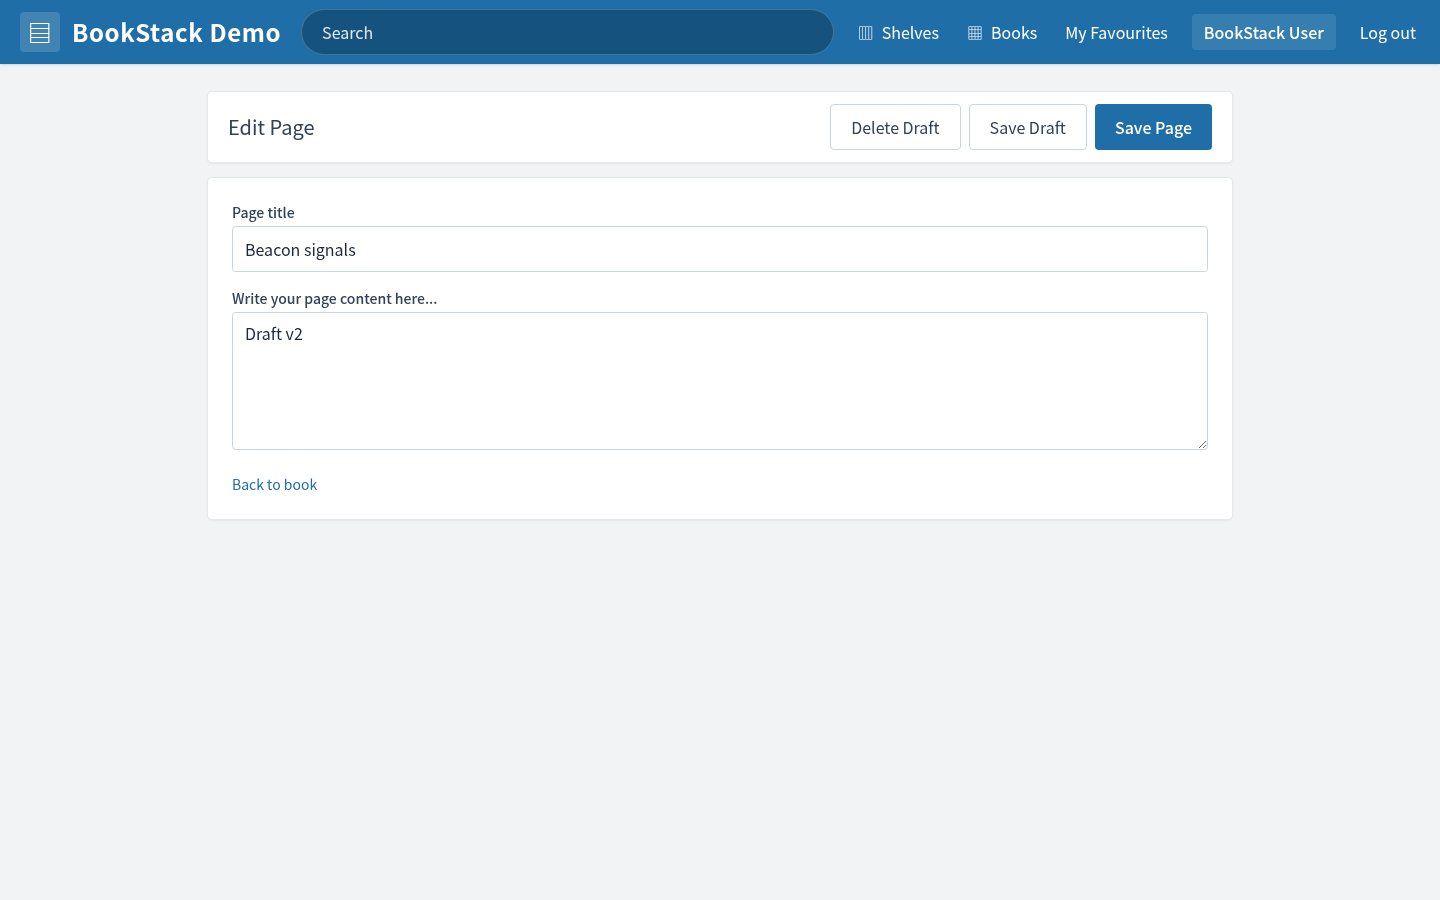 BookStack Demo
Search
Shelves
Books
My Favourites
BookStack User
Log out
Edit Page
Delete Draft
Save Draft
Save Page
Page title
Beacon signals
Write your page content here...
Draft v2
Back to book